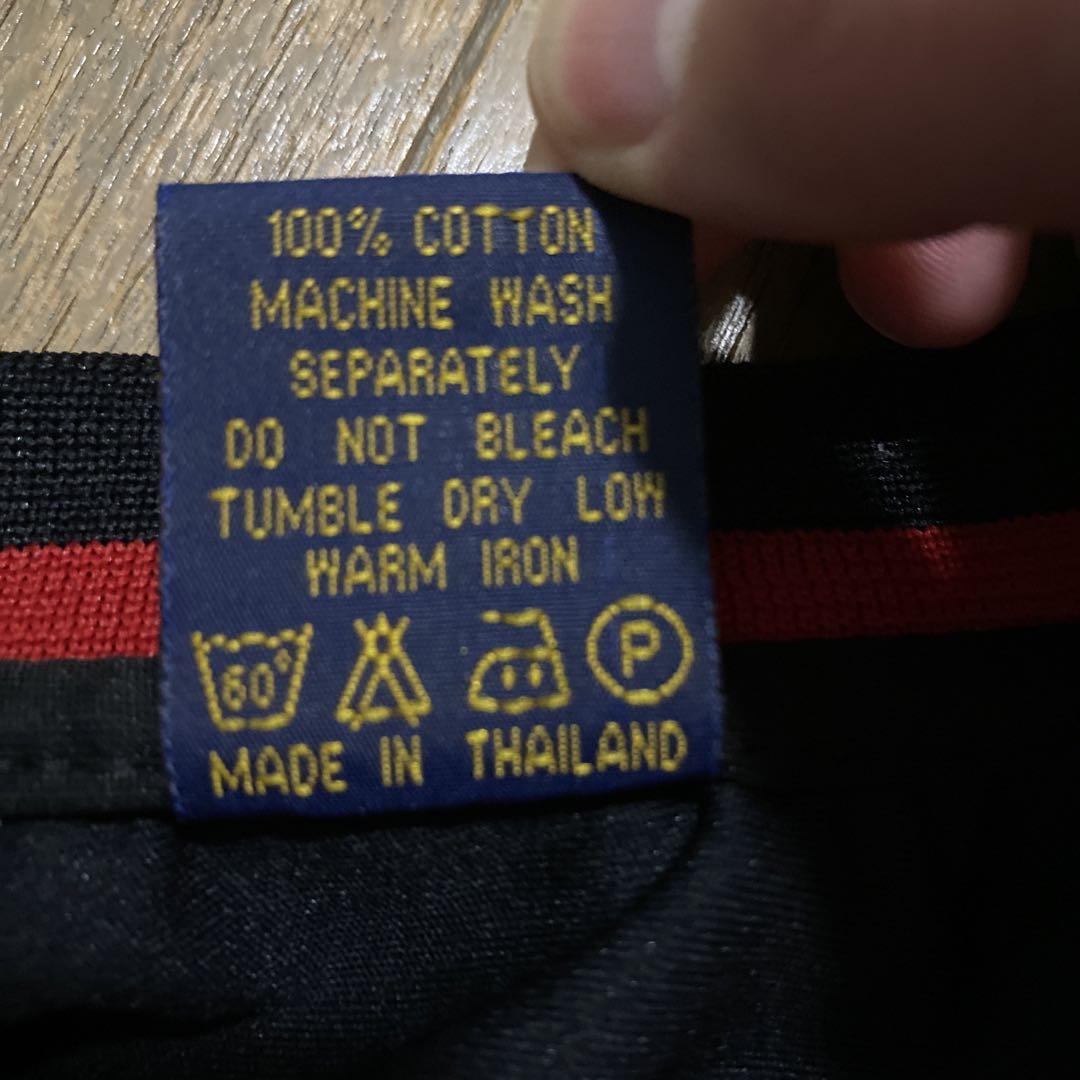 100% COTTON
MACHINE WASH
SEPARATELY
DO NOT BLEACH
TUMBLE DRY LOW
WARM IRON
60° P
MADE IN THAILAND